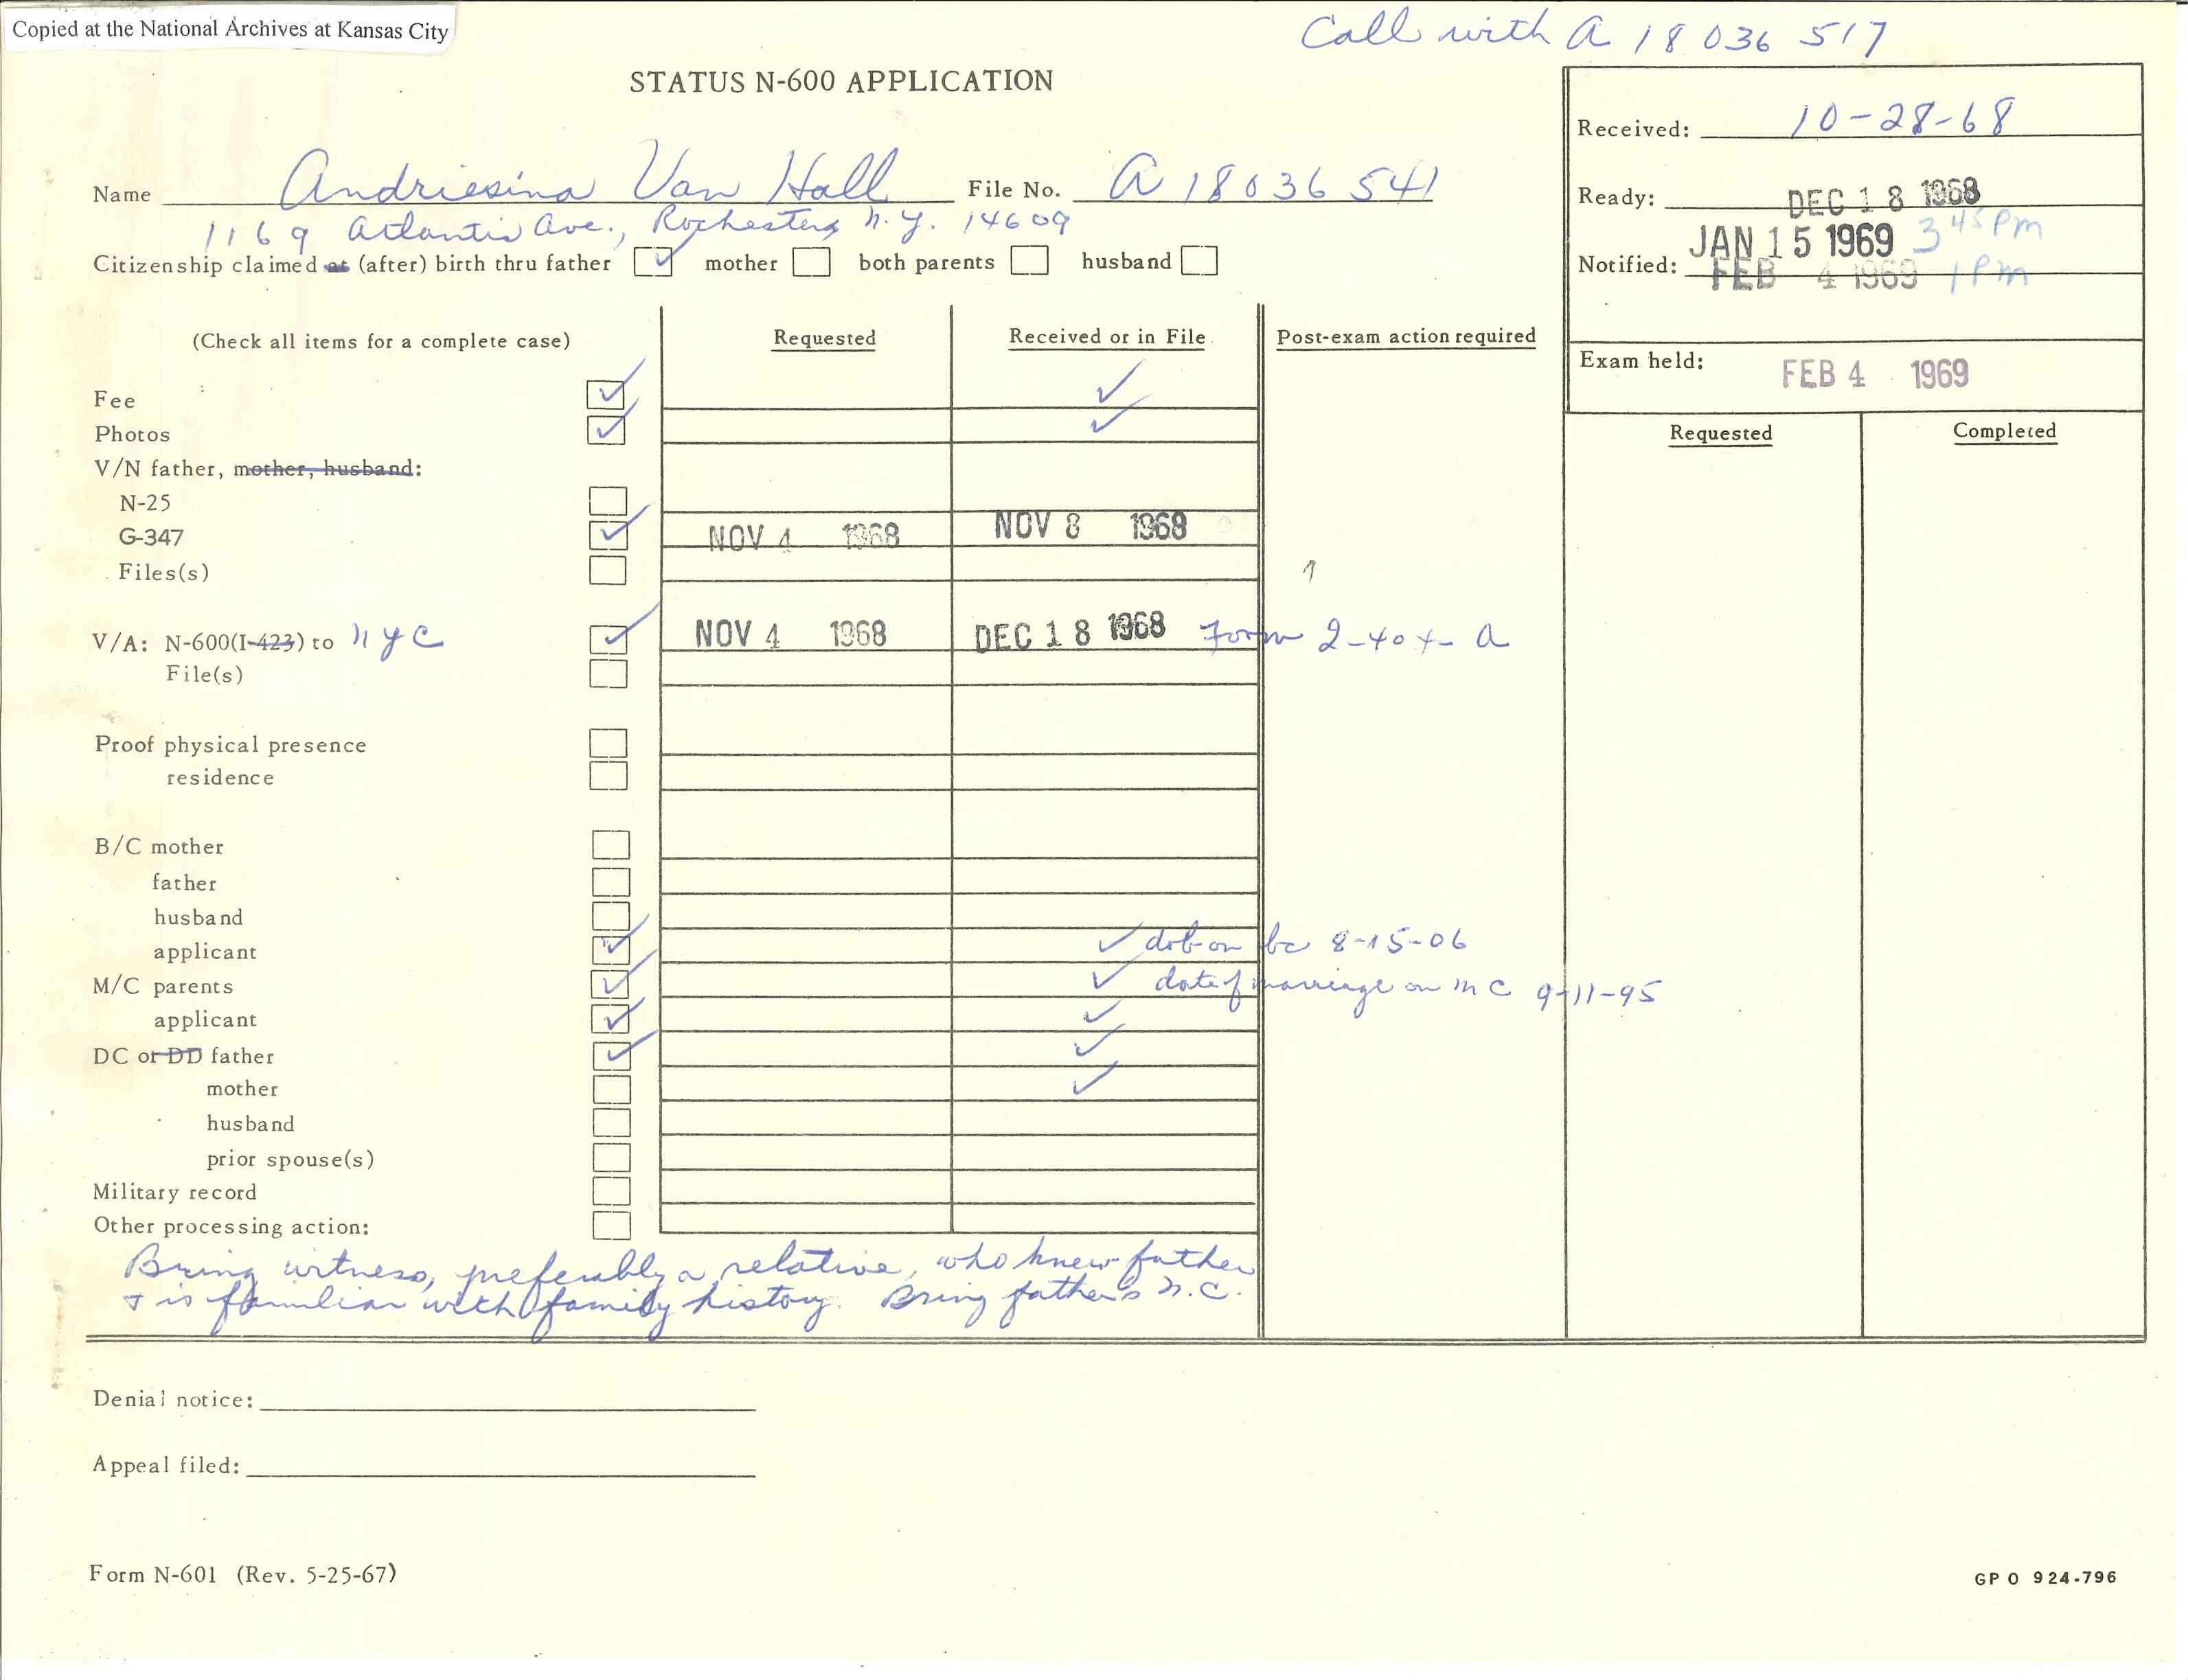 Copied at the National Archives at Kansas City
Call with A 18 036 517
STATUS N-600 APPLICATION
Received: 10-28-68
Name Andriesina Van Hall File No. A 18 036 541
Ready: DEC 18 1968
1169 Atlantic Ave., Rochester, N.Y. 14609
JAN 15 1969 3 45 PM
Citizenship claimed at (after) birth thru father ✓ mother both parents husband
Notified: FEB 4 1969 1 PM
(Check all items for a complete case) Requested Received or in File Post-exam action required
Exam held: FEB 4 1969
Fee ✓ ✓
Photos ✓ ✓
Requested Completed
V/N father, mother, husband:
N-25
G-347 ✓ NOV 4 1968 NOV 8 1968
Files(s)
V/A: N-600(I-423) to NYC ✓ NOV 4 1968 DEC 18 1968 Form 2-404-A
File(s)
Proof physical presence
residence
B/C mother
father
husband
applicant ✓ ✓ dob on bc 8-15-06
M/C parents ✓ ✓ date of marriage on MC 9-11-95
applicant ✓ ✓
DC or DD father ✓ ✓
mother ✓
husband
prior spouse(s)
Military record
Other processing action:
Bring witness, preferably a relative, who knew father
+ is familiar with family history. Bring father's N.C.
Denial notice:
Appeal filed:
Form N-601 (Rev. 5-25-67)
GPO 924-796